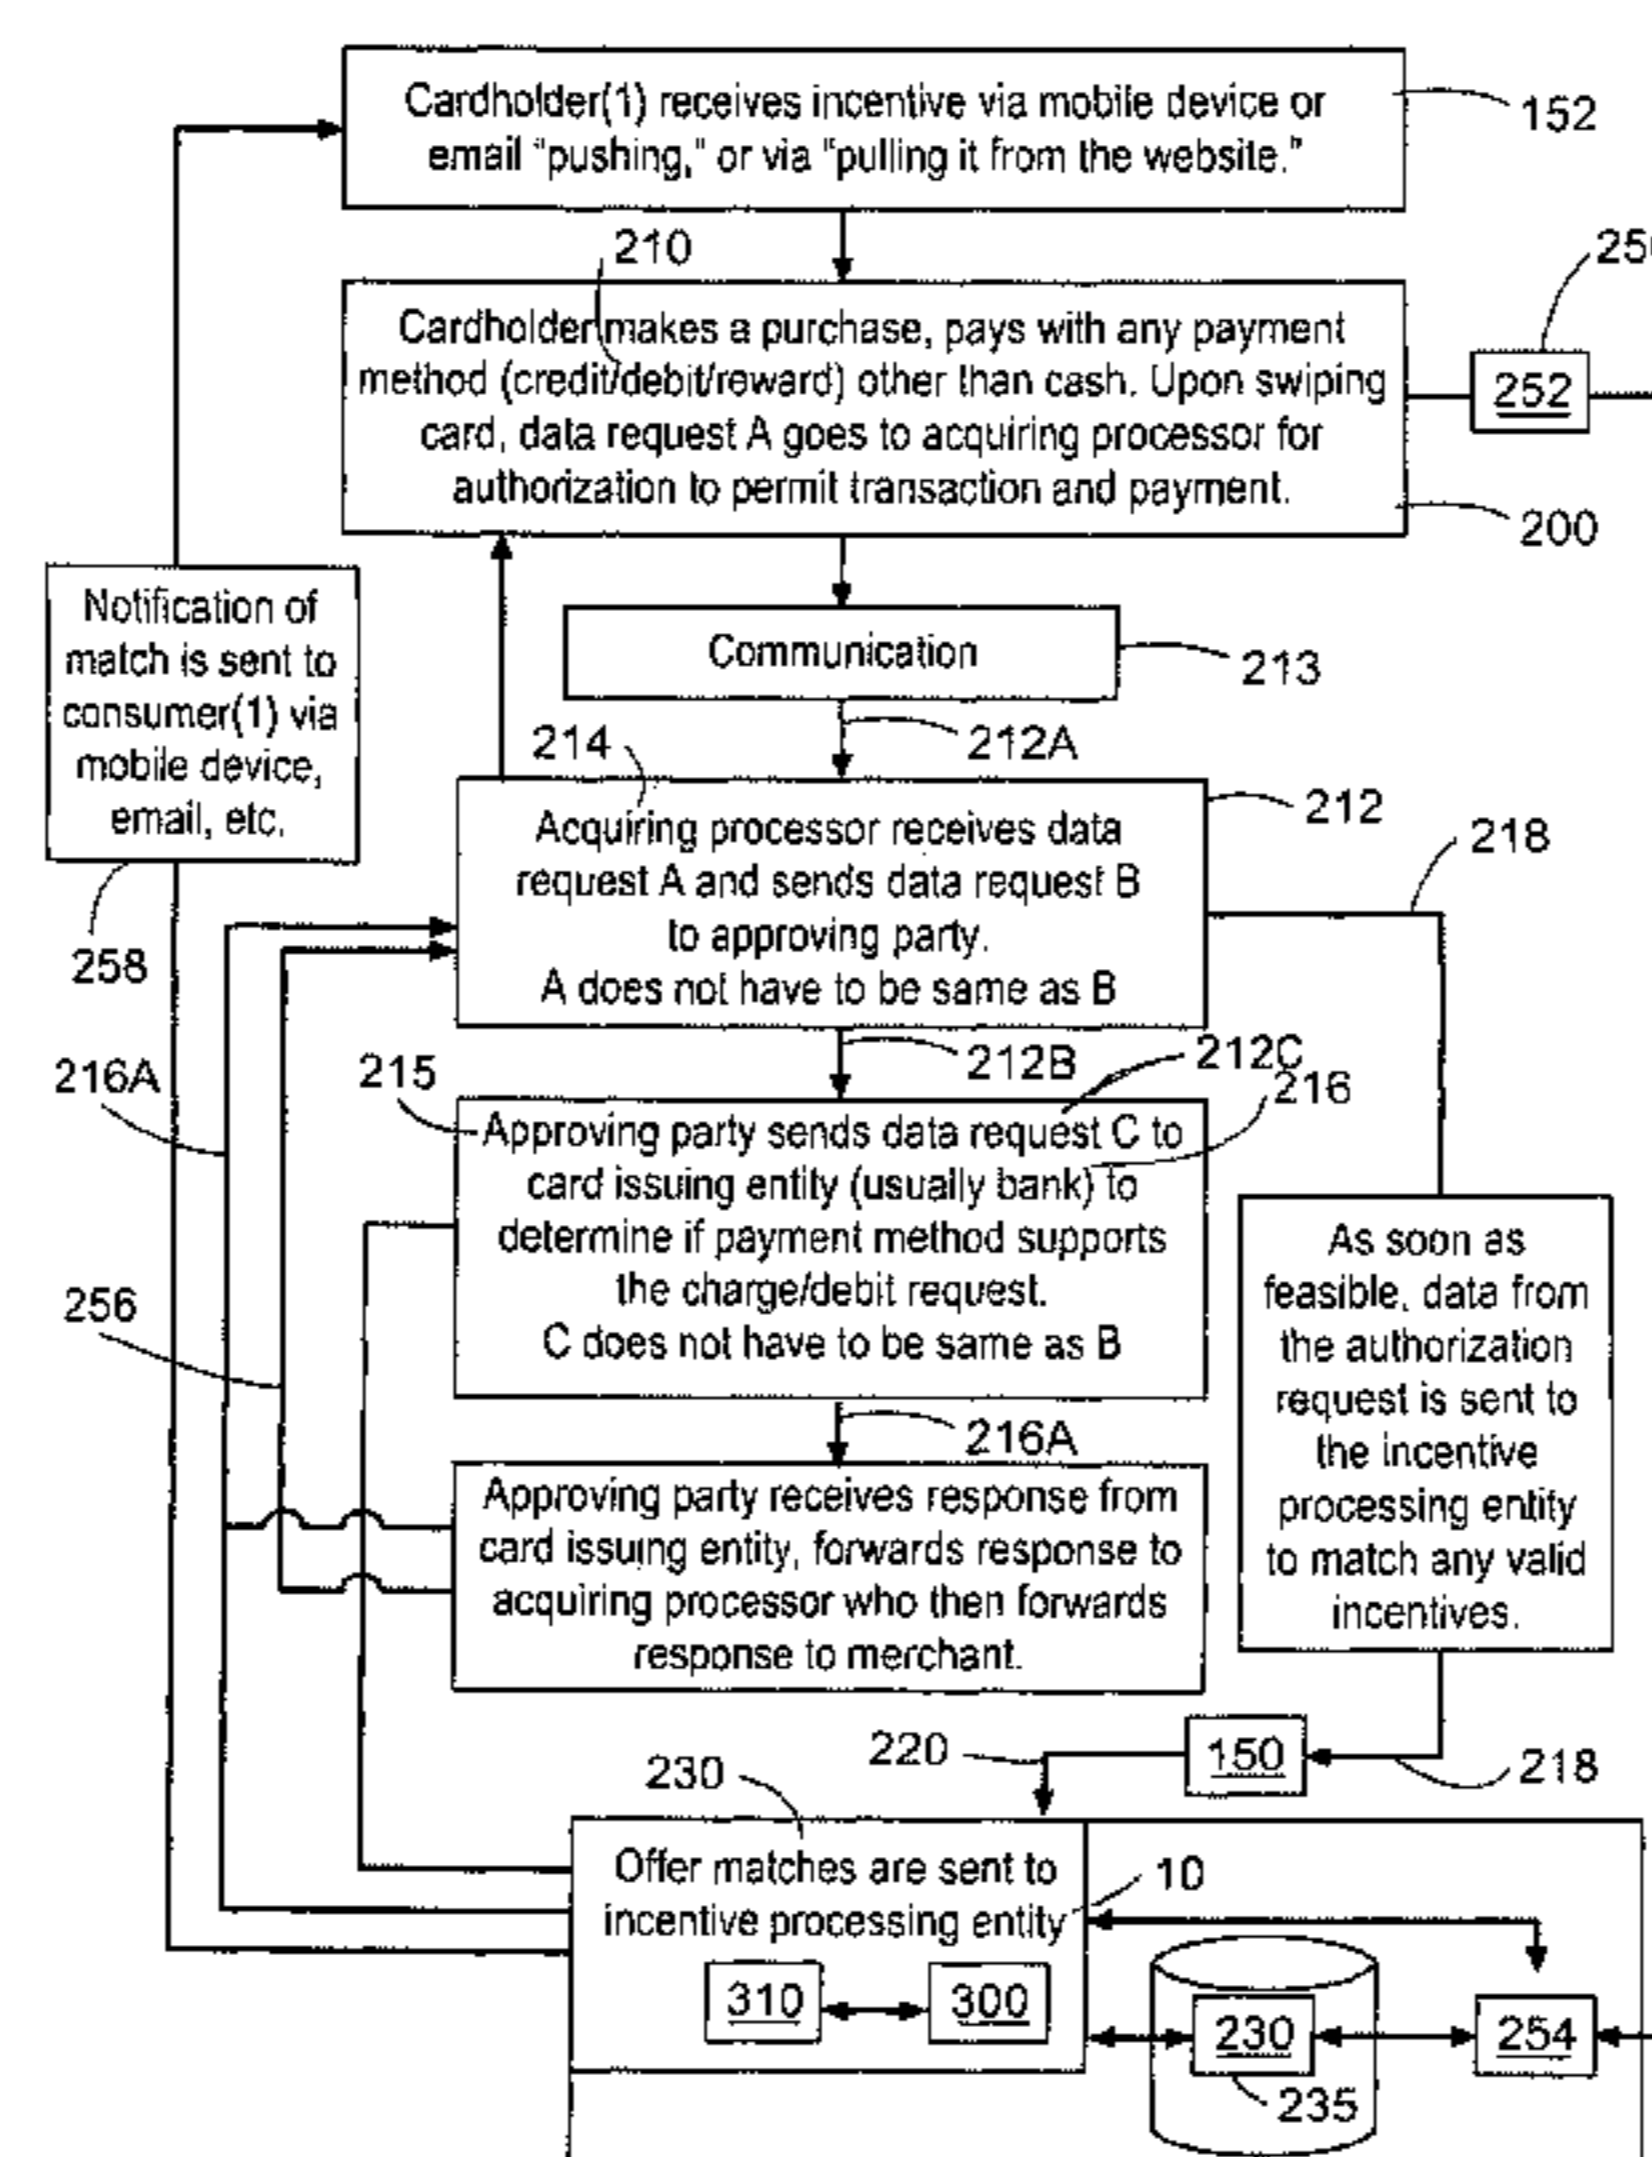 Cardholder(1) receives incentive via mobile device or
email "pushing," or via "pulling it from the website."
152
210
Cardholder makes a purchase, pays with any payment
method (credit/debit/reward) other than cash. Upon swiping
card, data request A goes to acquiring processor for
authorization to permit transaction and payment.
252
200
Notification of
match is sent to
consumer(1) via
mobile device,
email, etc.
258
Communication
213
212A
214
212
Acquiring processor receives data
request A and sends data request B
to approving party.
A does not have to be same as B
218
212B
212C
216A
215
216
Approving party sends data request C to
card issuing entity (usually bank) to
determine if payment method supports
the charge/debit request.
C does not have to be same as B
256
216A
Approving party receives response from
card issuing entity, forwards response to
acquiring processor who then forwards
response to merchant.
As soon as
feasible, data from
the authorization
request is sent to
the incentive
processing entity
to match any valid
incentives.
220
150
218
230
Offer matches are sent to
incentive processing entity
10
310
300
230
254
235